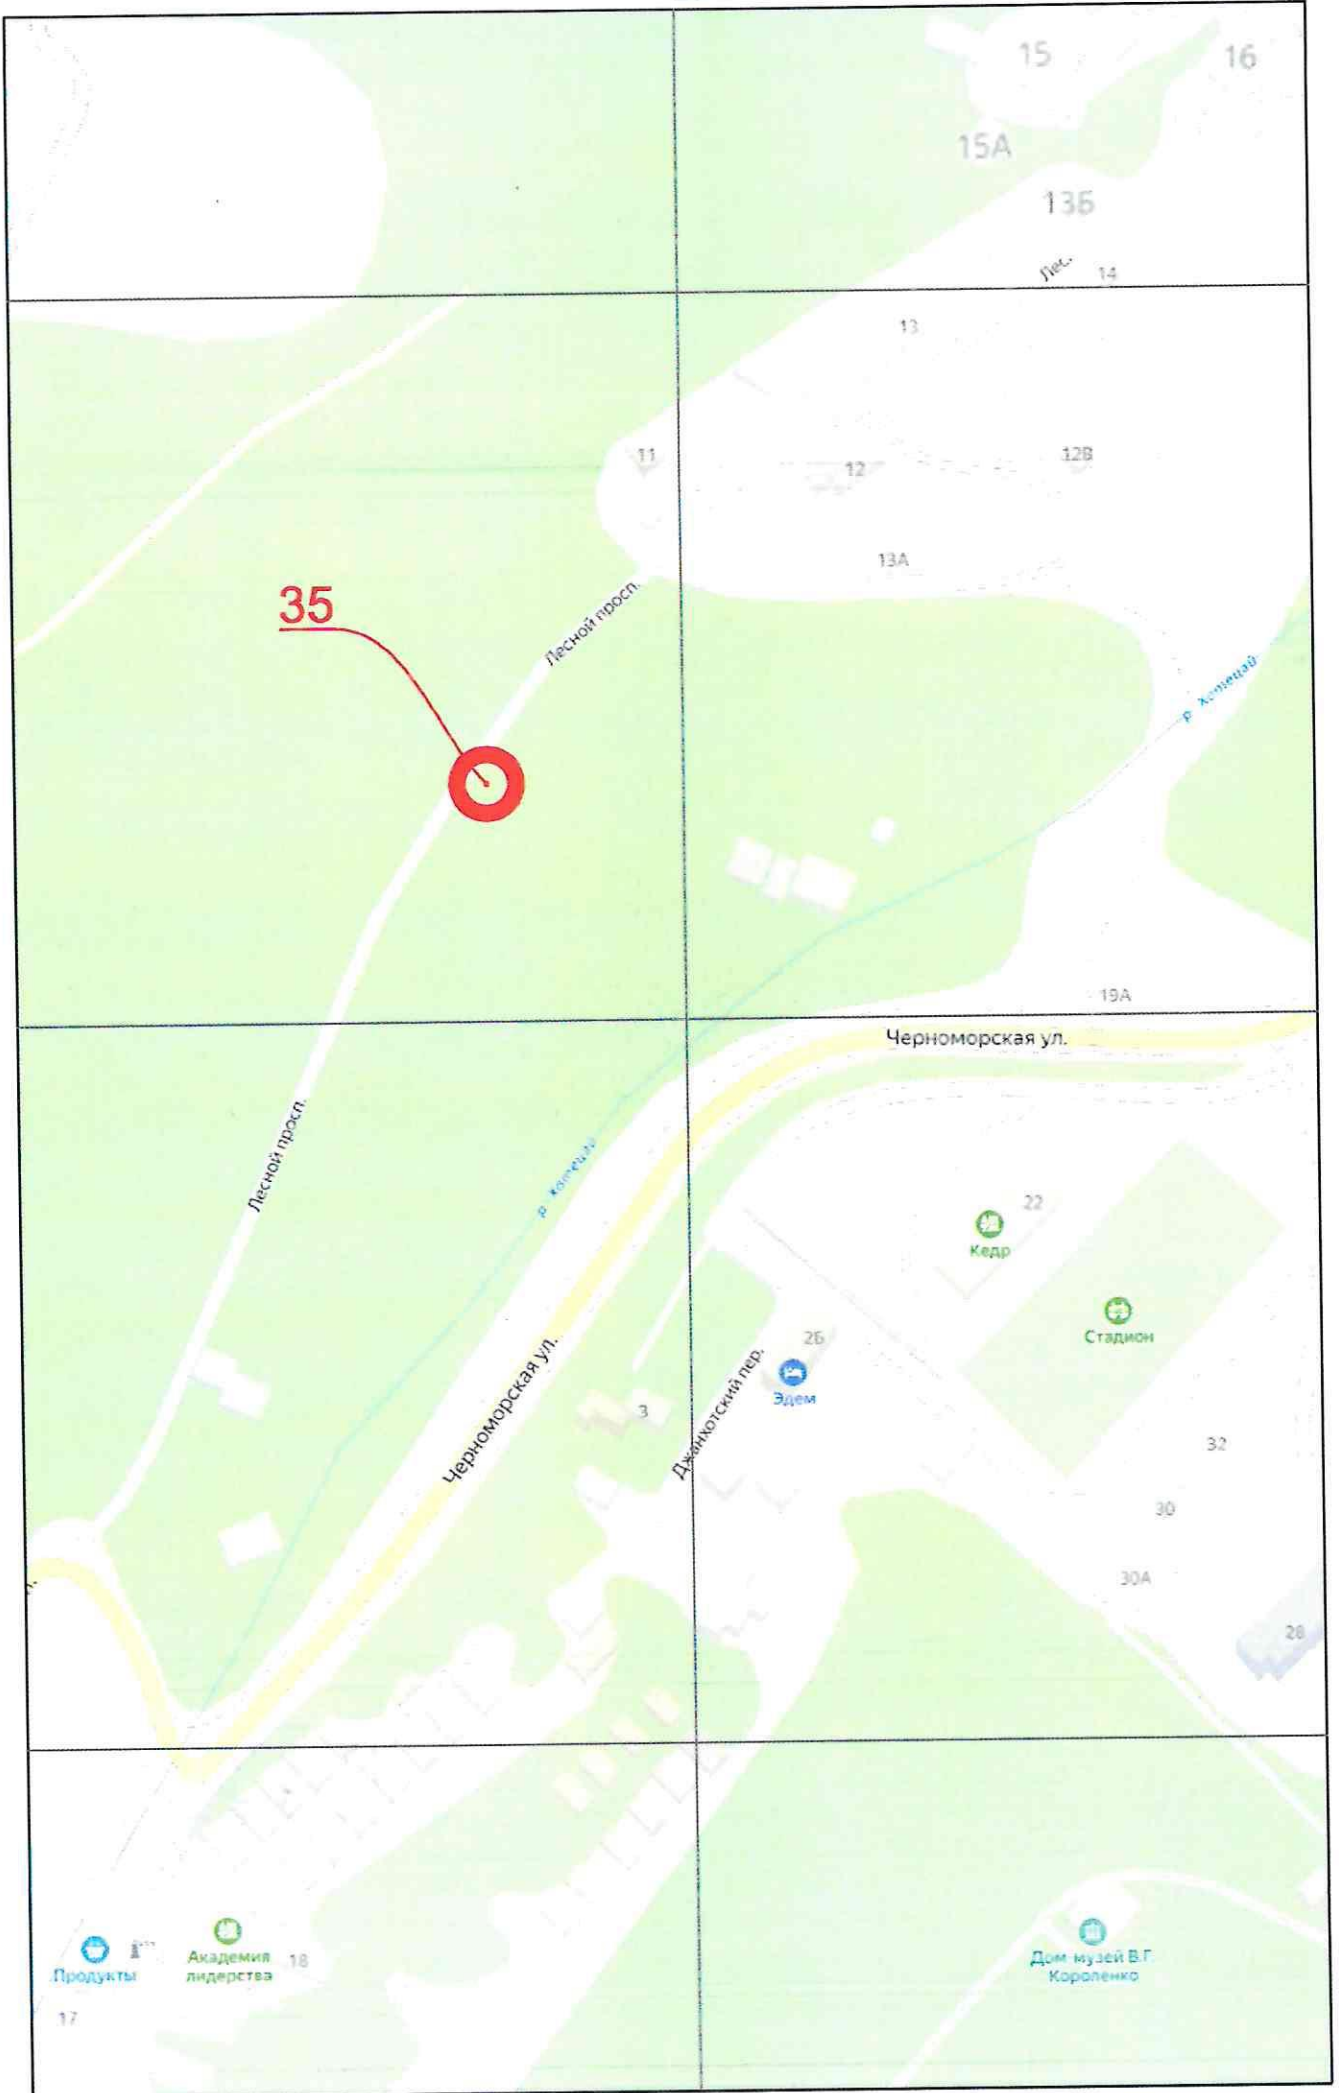 15
16
15А
13Б
Лес.
14
13
11
12
12В
13А
35
Лесной просп.
р. Хотецай
19А
Черноморская ул.
Лесной просп.
р. Хотецай
22
Кедр
Стадион
2Б
Эдем
Черноморская ул.
3
Джанхотский пер.
32
30
30А
28
Продукты
Академия
лидерства
18
Дом-музей В.Г.
Короленко
17